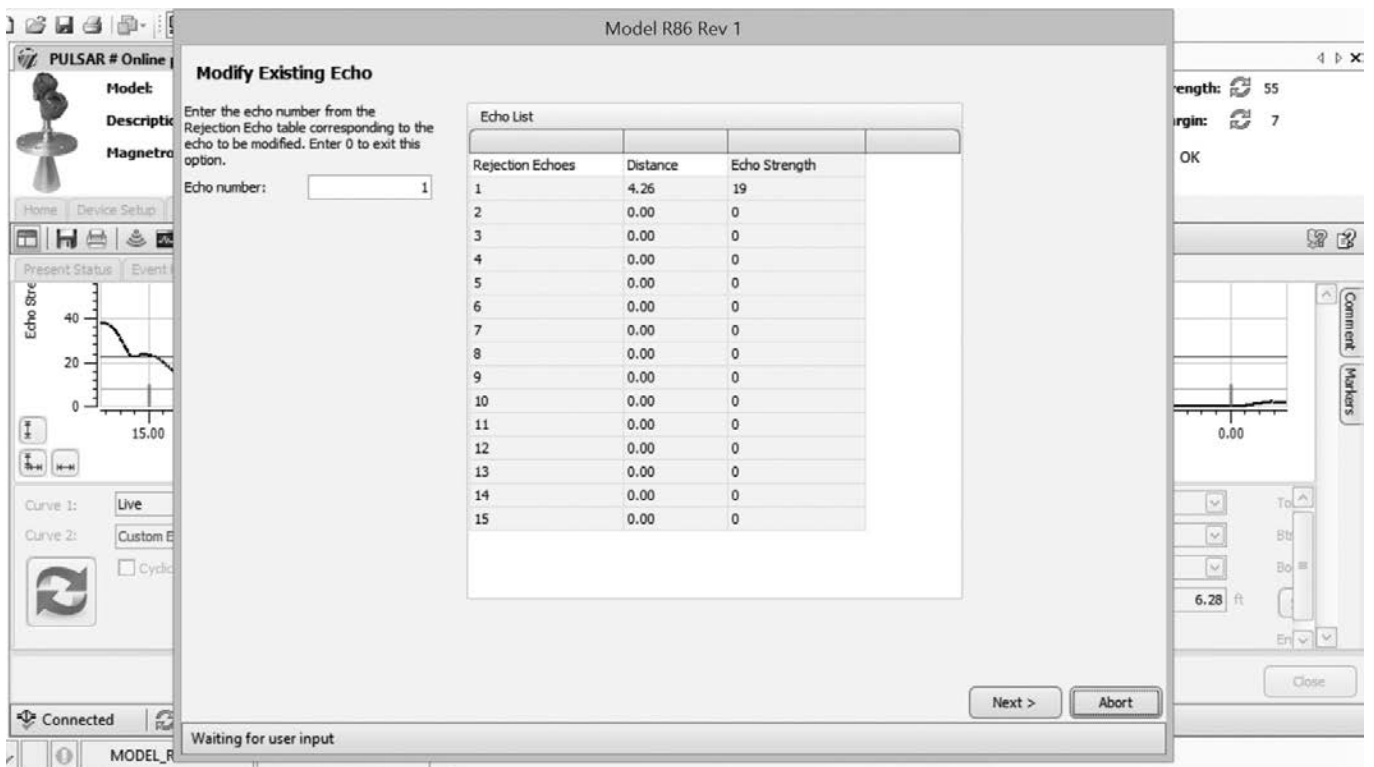 Model R86 Rev 1
PULSAR # Online
Model:
Descriptio
Magnetro
Home
Device Setup
Present Status
Event
Echo Stre
40
20
0
15.00
Curve 1:
Live
Curve 2:
Custom E
Cyclic
Connected
MODEL_R
Modify Existing Echo
Enter the echo number from the
Rejection Echo table corresponding to the
echo to be modified. Enter 0 to exit this
option.
Echo number: 1
Echo List
Rejection Echoes Distance Echo Strength
1 4.26 19
2 0.00 0
3 0.00 0
4 0.00 0
5 0.00 0
6 0.00 0
7 0.00 0
8 0.00 0
9 0.00 0
10 0.00 0
11 0.00 0
12 0.00 0
13 0.00 0
14 0.00 0
15 0.00 0
Next > Abort
Waiting for user input
rength: 55
rgin: 7
OK
Comment
Markers
0.00
To
Bo
6.28 ft
En
Close